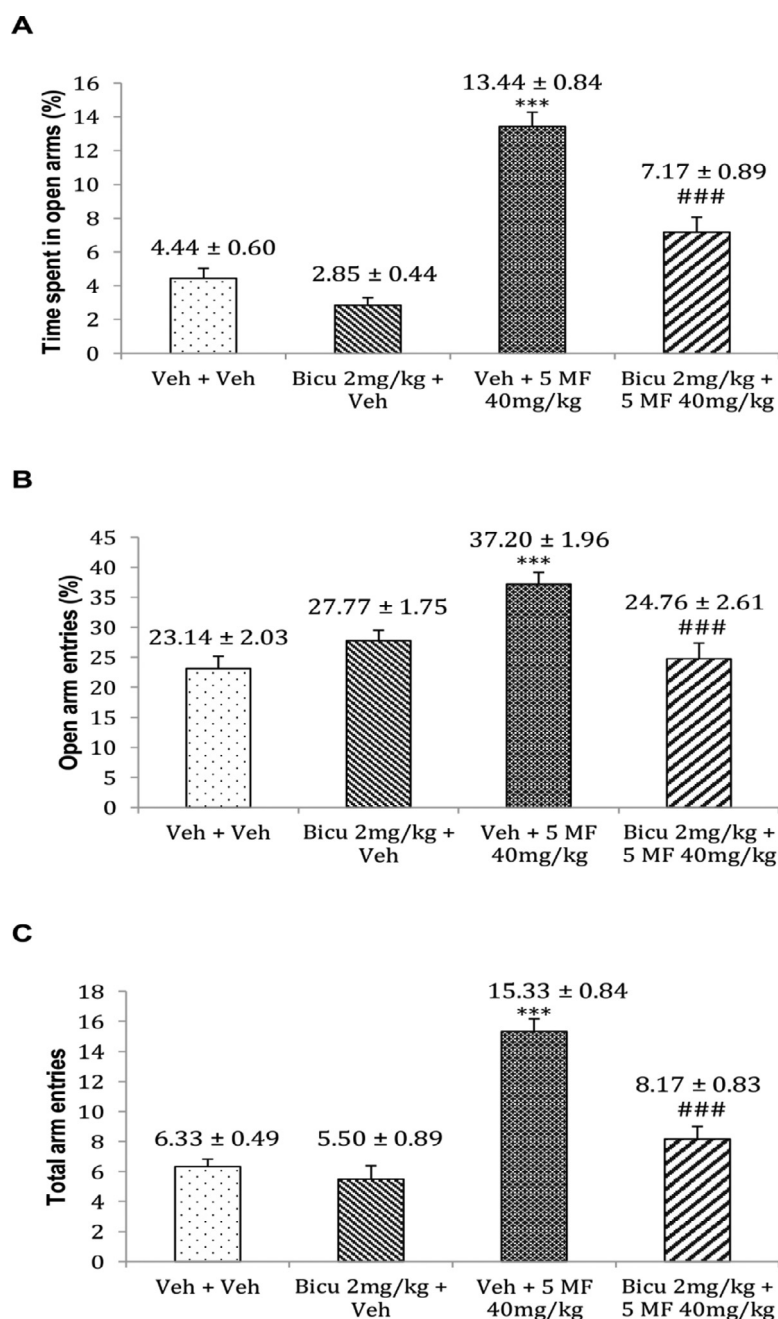 A
Time spent in open arms (%)
16
14
12
10
8
6
4
2
0
4.44 ± 0.60
2.85 ± 0.44
13.44 ± 0.84
***
7.17 ± 0.89
###
Veh + Veh
Bicu 2mg/kg +
Veh
Veh + 5 MF
40mg/kg
Bicu 2mg/kg +
5 MF 40mg/kg
B
Open arm entries (%)
45
40
35
30
25
20
15
10
5
0
23.14 ± 2.03
27.77 ± 1.75
37.20 ± 1.96
***
24.76 ± 2.61
###
Veh + Veh
Bicu 2mg/kg +
Veh
Veh + 5 MF
40mg/kg
Bicu 2mg/kg +
5 MF 40mg/kg
C
Total arm entries
18
16
14
12
10
8
6
4
2
0
6.33 ± 0.49
5.50 ± 0.89
15.33 ± 0.84
***
8.17 ± 0.83
###
Veh + Veh
Bicu 2mg/kg +
Veh
Veh + 5 MF
40mg/kg
Bicu 2mg/kg +
5 MF 40mg/kg